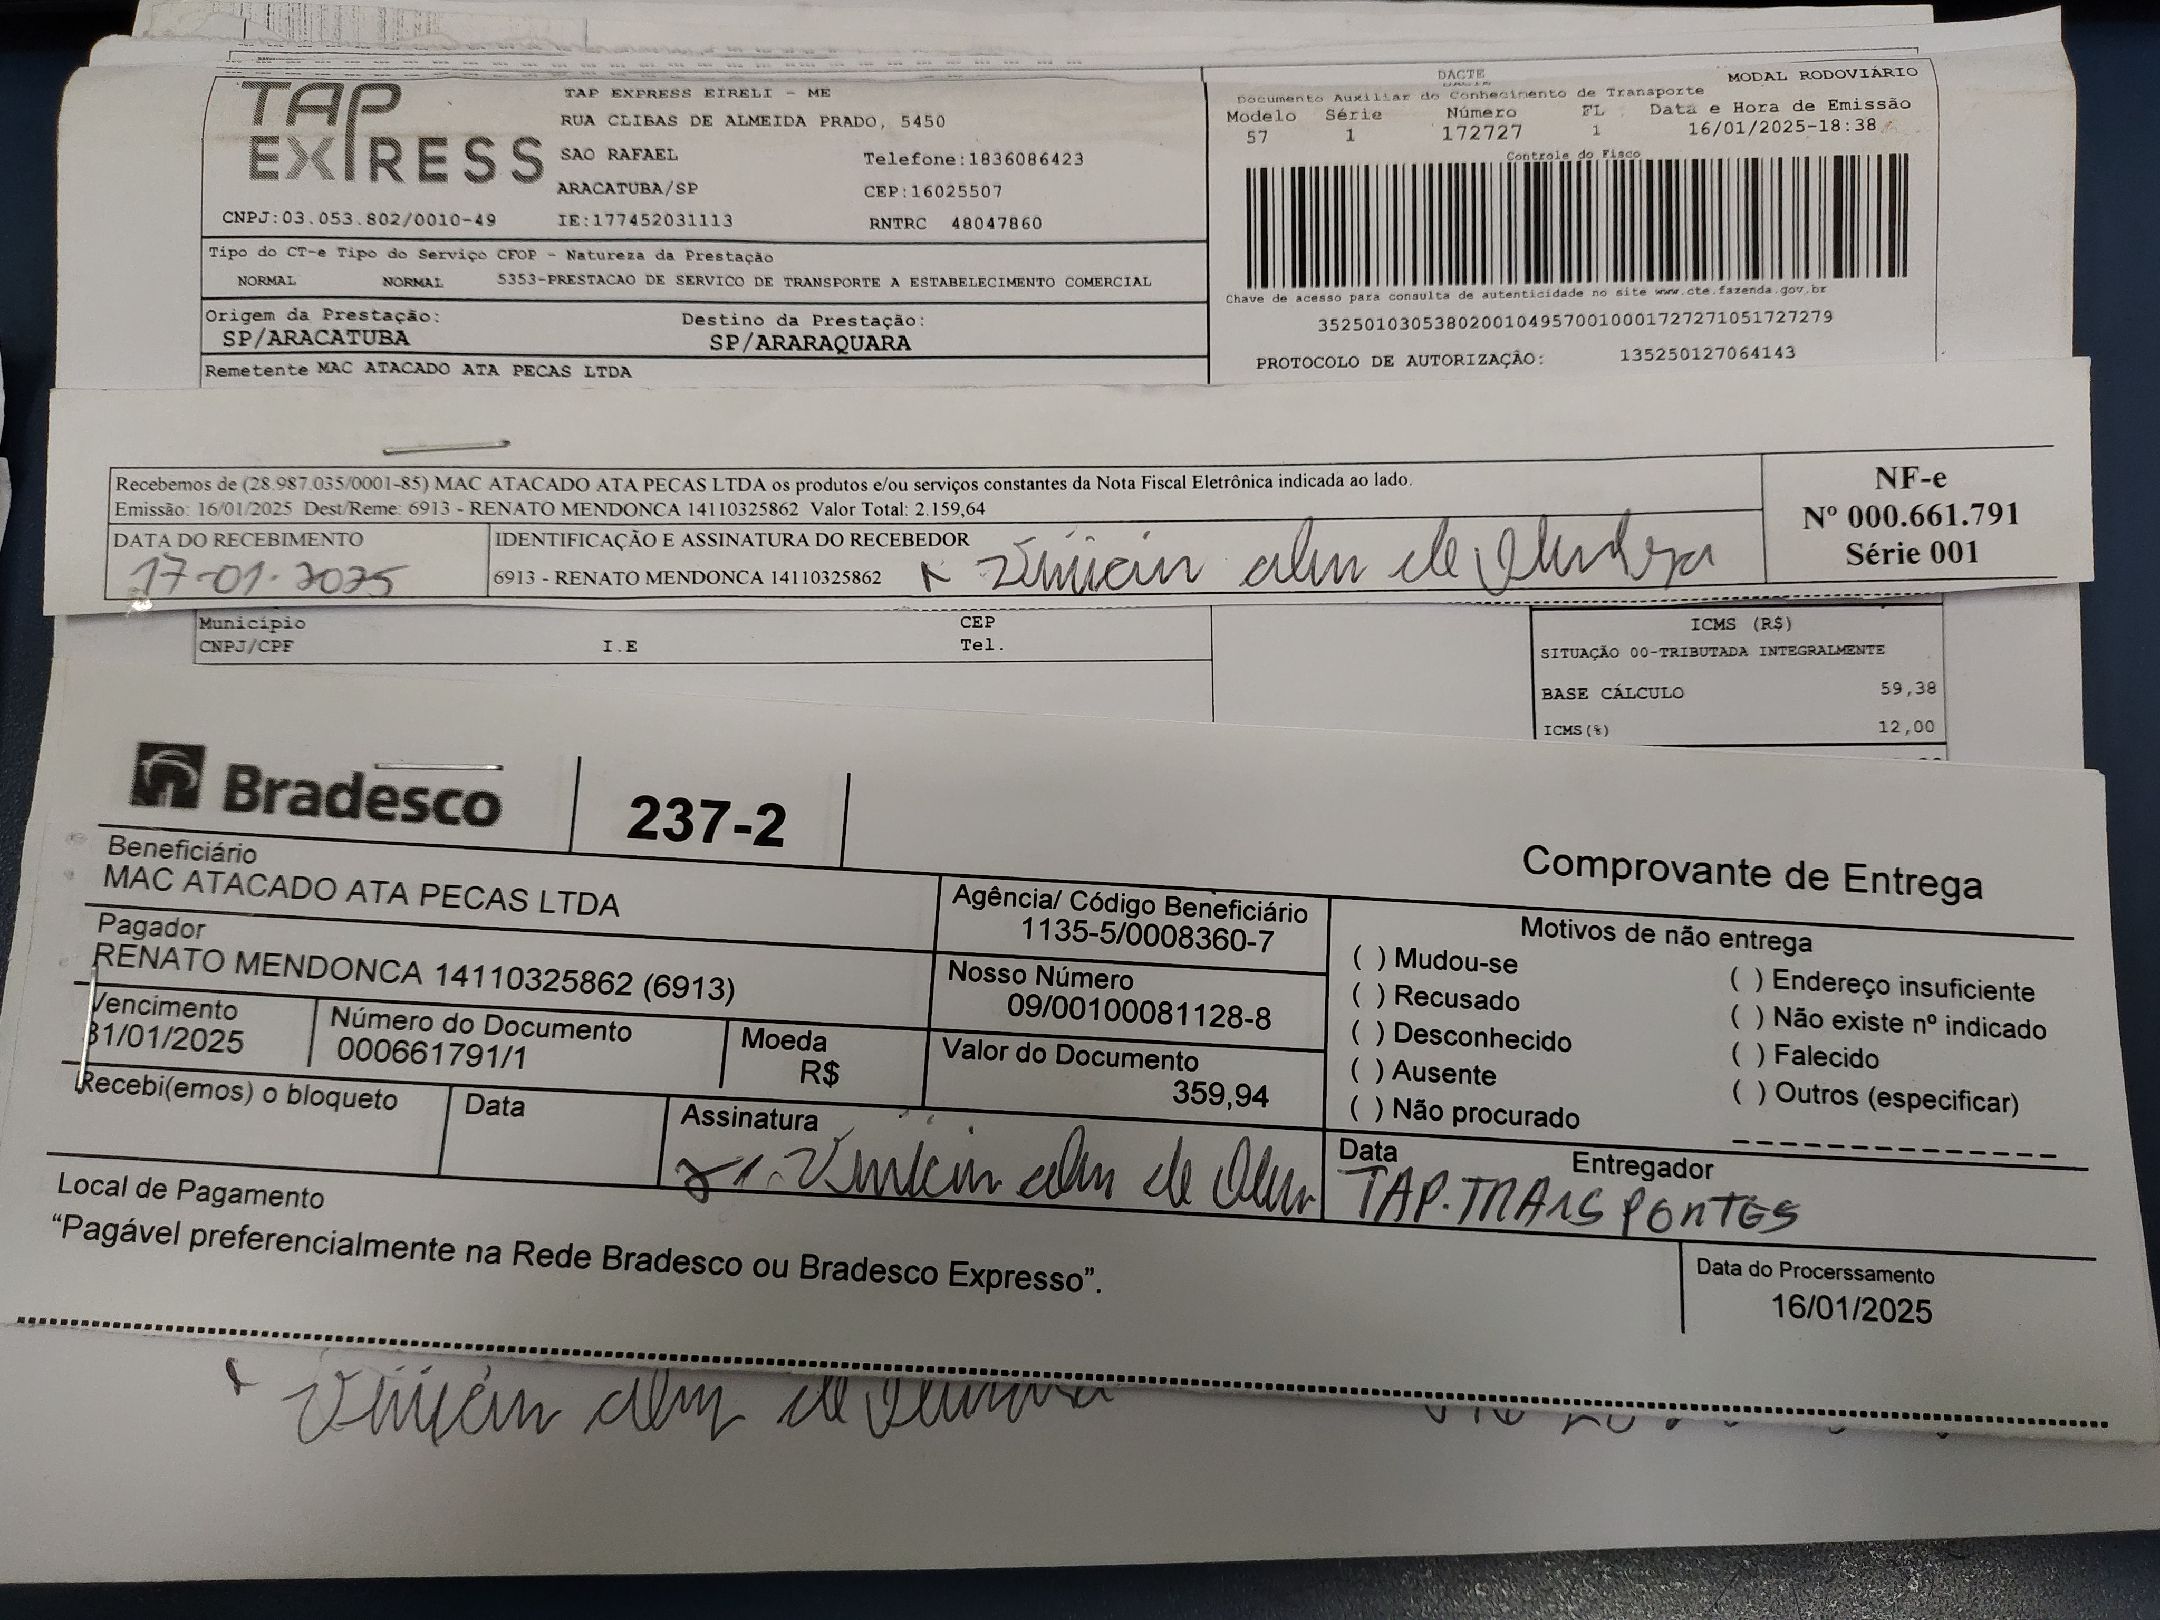 TAP
EXPRESS
TAP EXPRESS EIRELI - ME
RUA CLIBAS DE ALMEIDA PRADO, 5450
SAO RAFAEL Telefone:1836086423
ARACATUBA/SP CEP:16025507
CNPJ:03.053.802/0010-49 IE:177452031113 RNTRC 48047860
DACTE MODAL RODOVIÁRIO
Documento Auxiliar do Conhecimento de Transporte
Modelo Série Número FL Data e Hora de Emissão
57 1 172727 1 16/01/2025-18:38
Controle do Fisco
Chave de acesso para consulta de autenticidade no site www.cte.fazenda.gov.br
35250103053802001049570010001727271051727279
PROTOCOLO DE AUTORIZAÇÃO: 135250127064143
Tipo do CT-e Tipo do Serviço CFOP - Natureza da Prestação
NORMAL NORMAL 5353-PRESTACAO DE SERVICO DE TRANSPORTE A ESTABELECIMENTO COMERCIAL
Origem da Prestação: Destino da Prestação:
SP/ARACATUBA SP/ARARAQUARA
Remetente MAC ATACADO ATA PECAS LTDA
Recebemos de (28.987.035/0001-85) MAC ATACADO ATA PECAS LTDA os produtos e/ou serviços constantes da Nota Fiscal Eletrônica indicada ao lado.
Emissão: 16/01/2025 Dest/Reme: 6913 - RENATO MENDONCA 14110325862 Valor Total: 2.159,64
DATA DO RECEBIMENTO IDENTIFICAÇÃO E ASSINATURA DO RECEBEDOR
17-01-2025 6913 - RENATO MENDONCA 14110325862
NF-e
Nº 000.661.791
Série 001
Município CEP
CNPJ/CPF I.E Tel.
ICMS (R$)
SITUAÇÃO 00-TRIBUTADA INTEGRALMENTE
BASE CÁLCULO 59,38
ICMS(%) 12,00
Bradesco 237-2
Comprovante de Entrega
Beneficiário
MAC ATACADO ATA PECAS LTDA
Agência/ Código Beneficiário
1135-5/0008360-7
Pagador
RENATO MENDONCA 14110325862 (6913)
Nosso Número
09/00100081128-8
Vencimento Número do Documento Moeda Valor do Documento
31/01/2025 000661791/1 R$ 359,94
Motivos de não entrega
( ) Mudou-se ( ) Endereço insuficiente
( ) Recusado ( ) Não existe nº indicado
( ) Desconhecido ( ) Falecido
( ) Ausente ( ) Outros (especificar)
( ) Não procurado
Recebi(emos) o bloqueto Data Assinatura
Data Entregador
TAP. TRANSPORTES
Local de Pagamento
“Pagável preferencialmente na Rede Bradesco ou Bradesco Expresso”.
Data do Procerssamento
16/01/2025